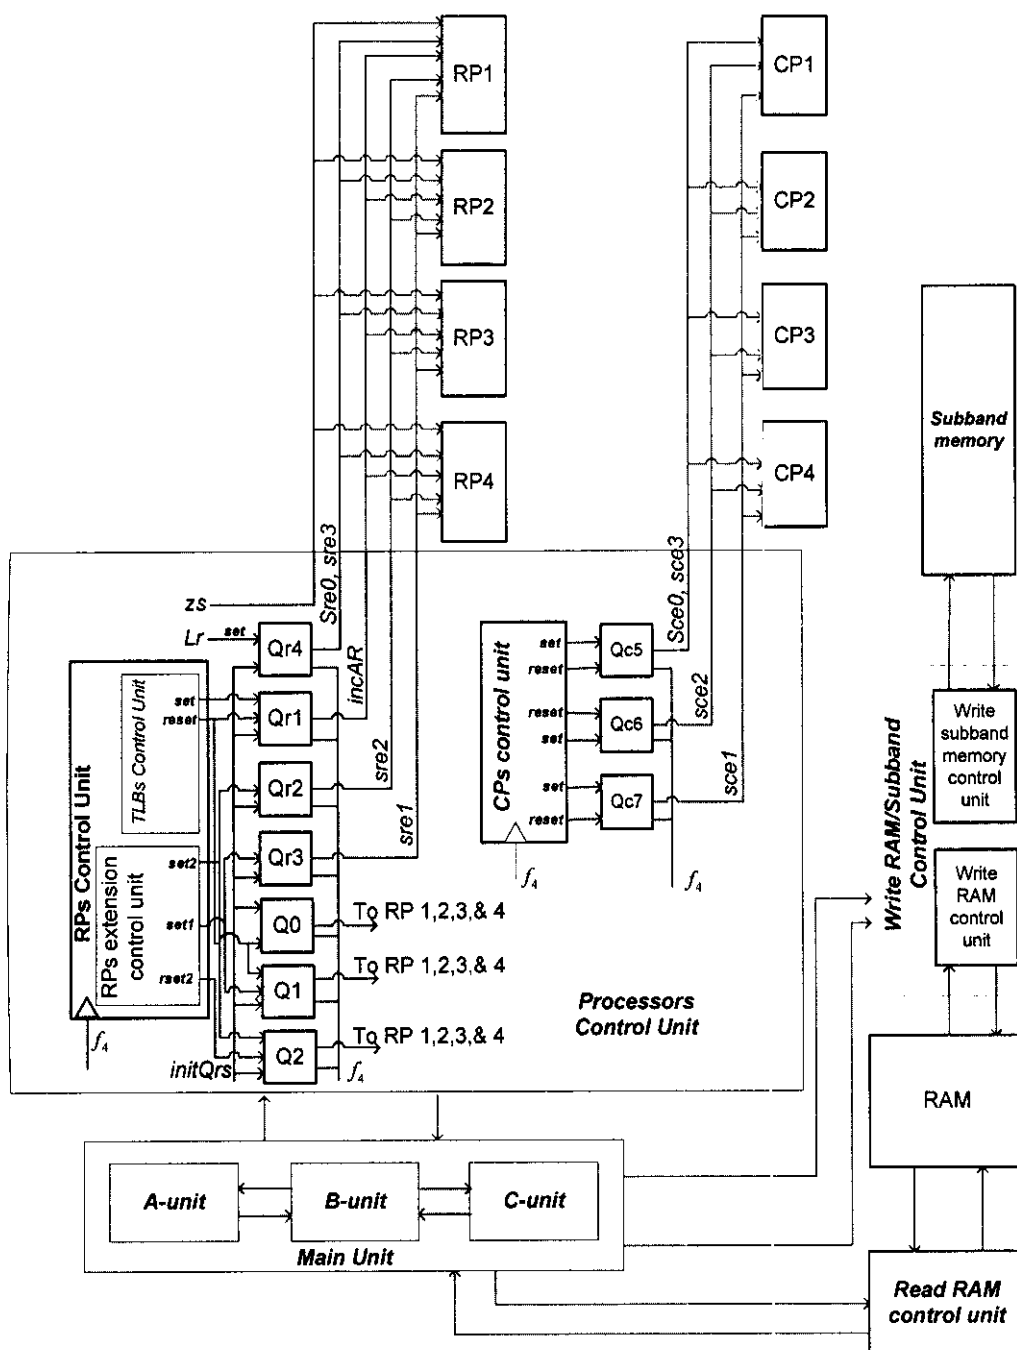 RP1
CP1
RP2
CP2
RP3
CP3
RP4
CP4
Subband
memory
Sre0, sre3
incAR
sre2
sre1
Sce0, sce3
sce2
sce1
zs
Lr
set
Qr4
RPs Control Unit
TLBs Control Unit
set
reset
Qr1
Qr2
Qr3
RPs extension
control unit
set2
set1
rset2
Q0
To RP 1,2,3,& 4
Q1
To RP 1,2,3,& 4
Q2
To RP 1,2,3,& 4
initQrs
f4
f4
CPs control unit
set
reset
Qc5
reset
set
Qc6
set
reset
Qc7
f4
f4
Processors
Control Unit
Write RAM/Subband
Control Unit
Write
subband
memory
control
unit
Write
RAM
control
unit
RAM
A-unit
B-unit
C-unit
Main Unit
Read RAM
control unit